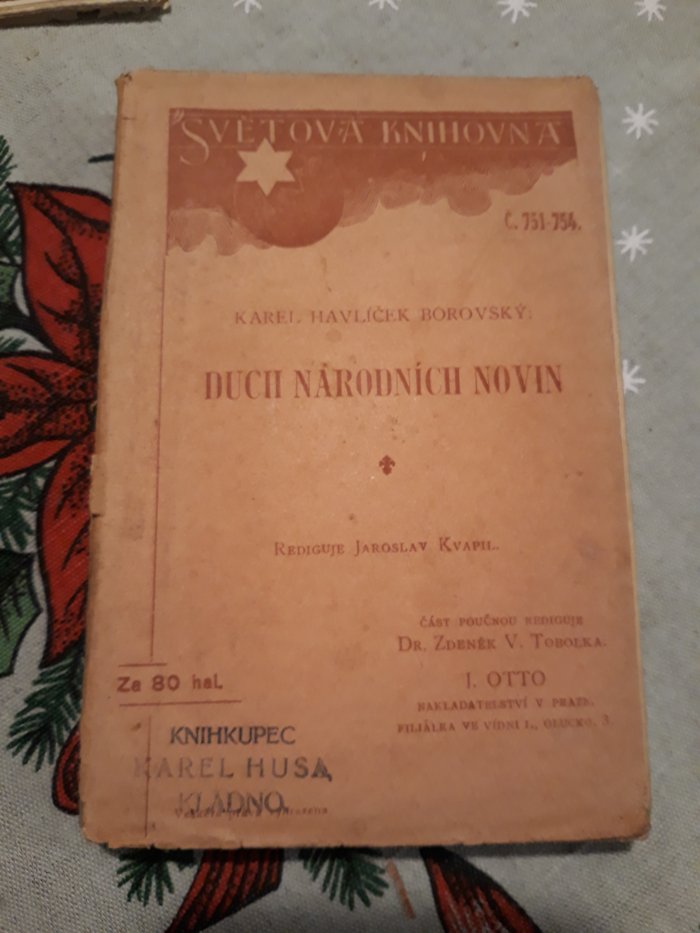 SVĚTOVÁ KNIHOVNA
Č. 751-754.
KAREL HAVLÍČEK BOROVSKÝ:
DUCH NÁRODNÍCH NOVIN
REDIGUJE JAROSLAV KVAPIL.
ČÁST POUČNOU REDIGUJE
DR. ZDENĚK V. TOBOLKA.
J. OTTO
NAKLADATELSTVÍ V PRAZE.
FILIÁLKA VE VÍDNI I., GLUCKG. 3.
Za 80 hal.
KNIHKUPEC
KAREL HUSA,
KLADNO.